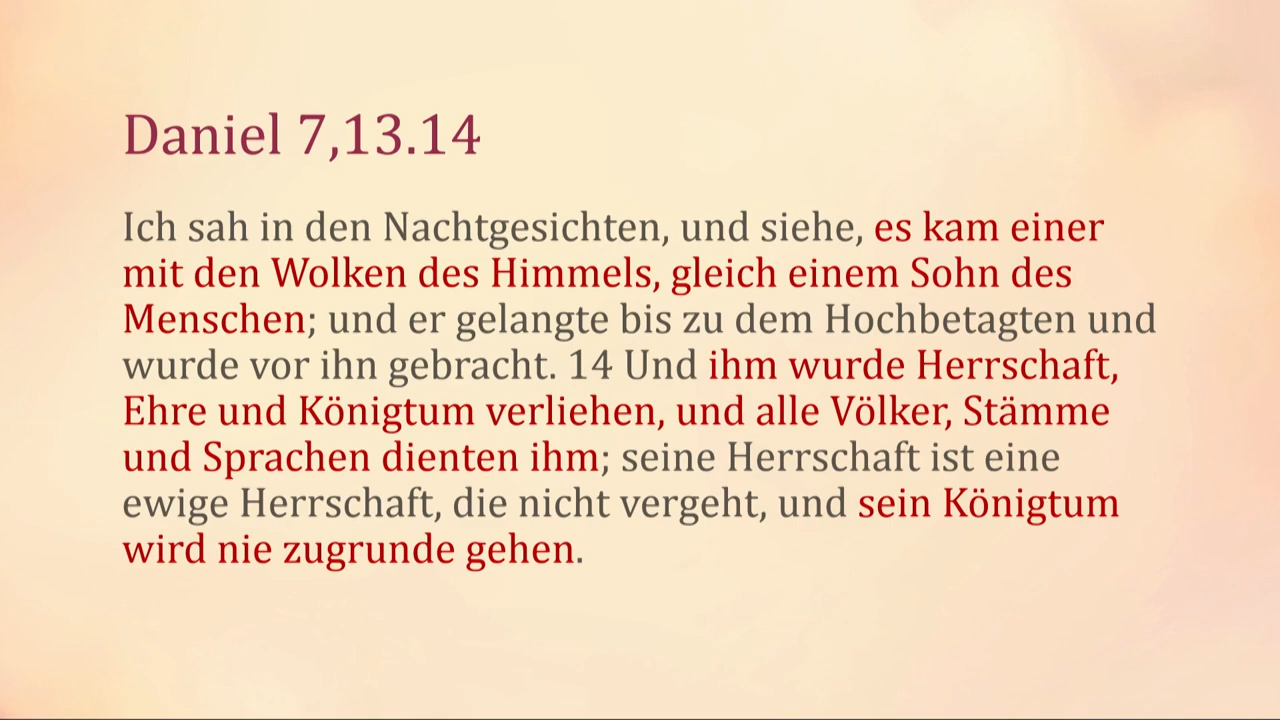 Daniel 7,13.14
Ich sah in den Nachtgesichten, und siehe, es kam einer
mit den Wolken des Himmels, gleich einem Sohn des
Menschen; und er gelangte bis zu dem Hochbetagten und
wurde vor ihn gebracht. 14 Und ihm wurde Herrschaft,
Ehre und Königtum verliehen, und alle Völker, Stämme
und Sprachen dienten ihm; seine Herrschaft ist eine
ewige Herrschaft, die nicht vergeht, und sein Königtum
wird nie zugrunde gehen.